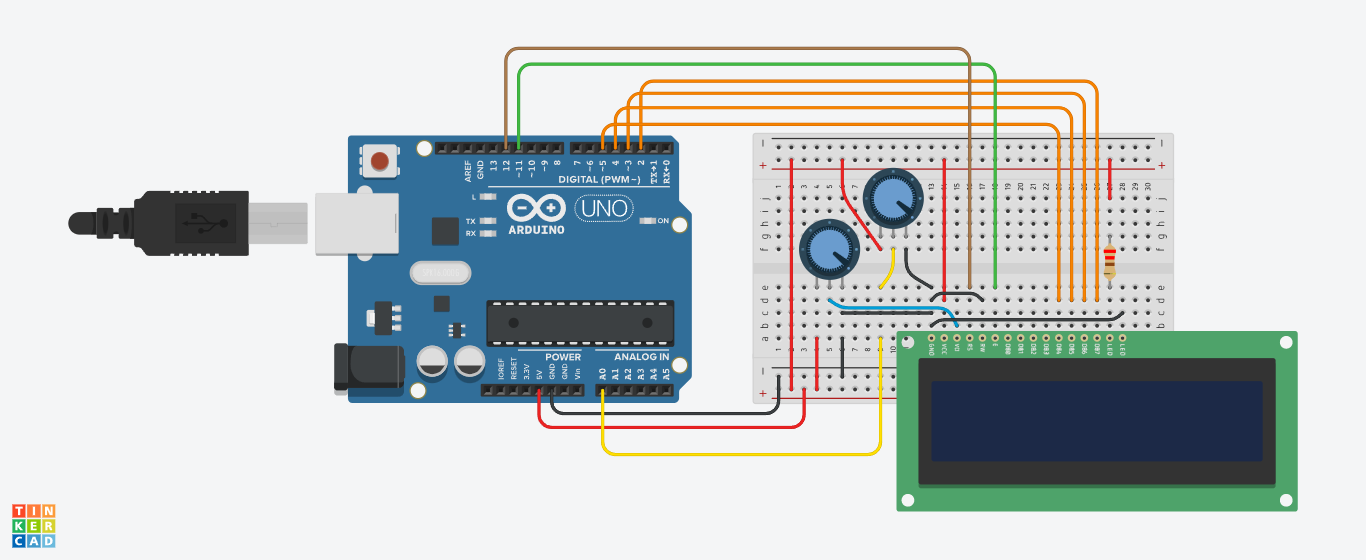 AREF
GND
13
12
~11
~10
~9
8
7
~6
~5
4
~3
2
TX→1
RX←0
DIGITAL (PWM~)
L
TX
RX
UNO
ON
ARDUINO
POWER
ANALOG IN
IOREF
RESET
3.3V
5V
GND
GND
Vin
A0
A1
A2
A3
A4
A5
j
i
h
g
f
e
d
c
b
a
GND
VCC
V0
RS
RW
E
DB0
DB1
DB2
DB3
DB4
DB5
DB6
DB7
LED
LED
TIN
KER
CAD